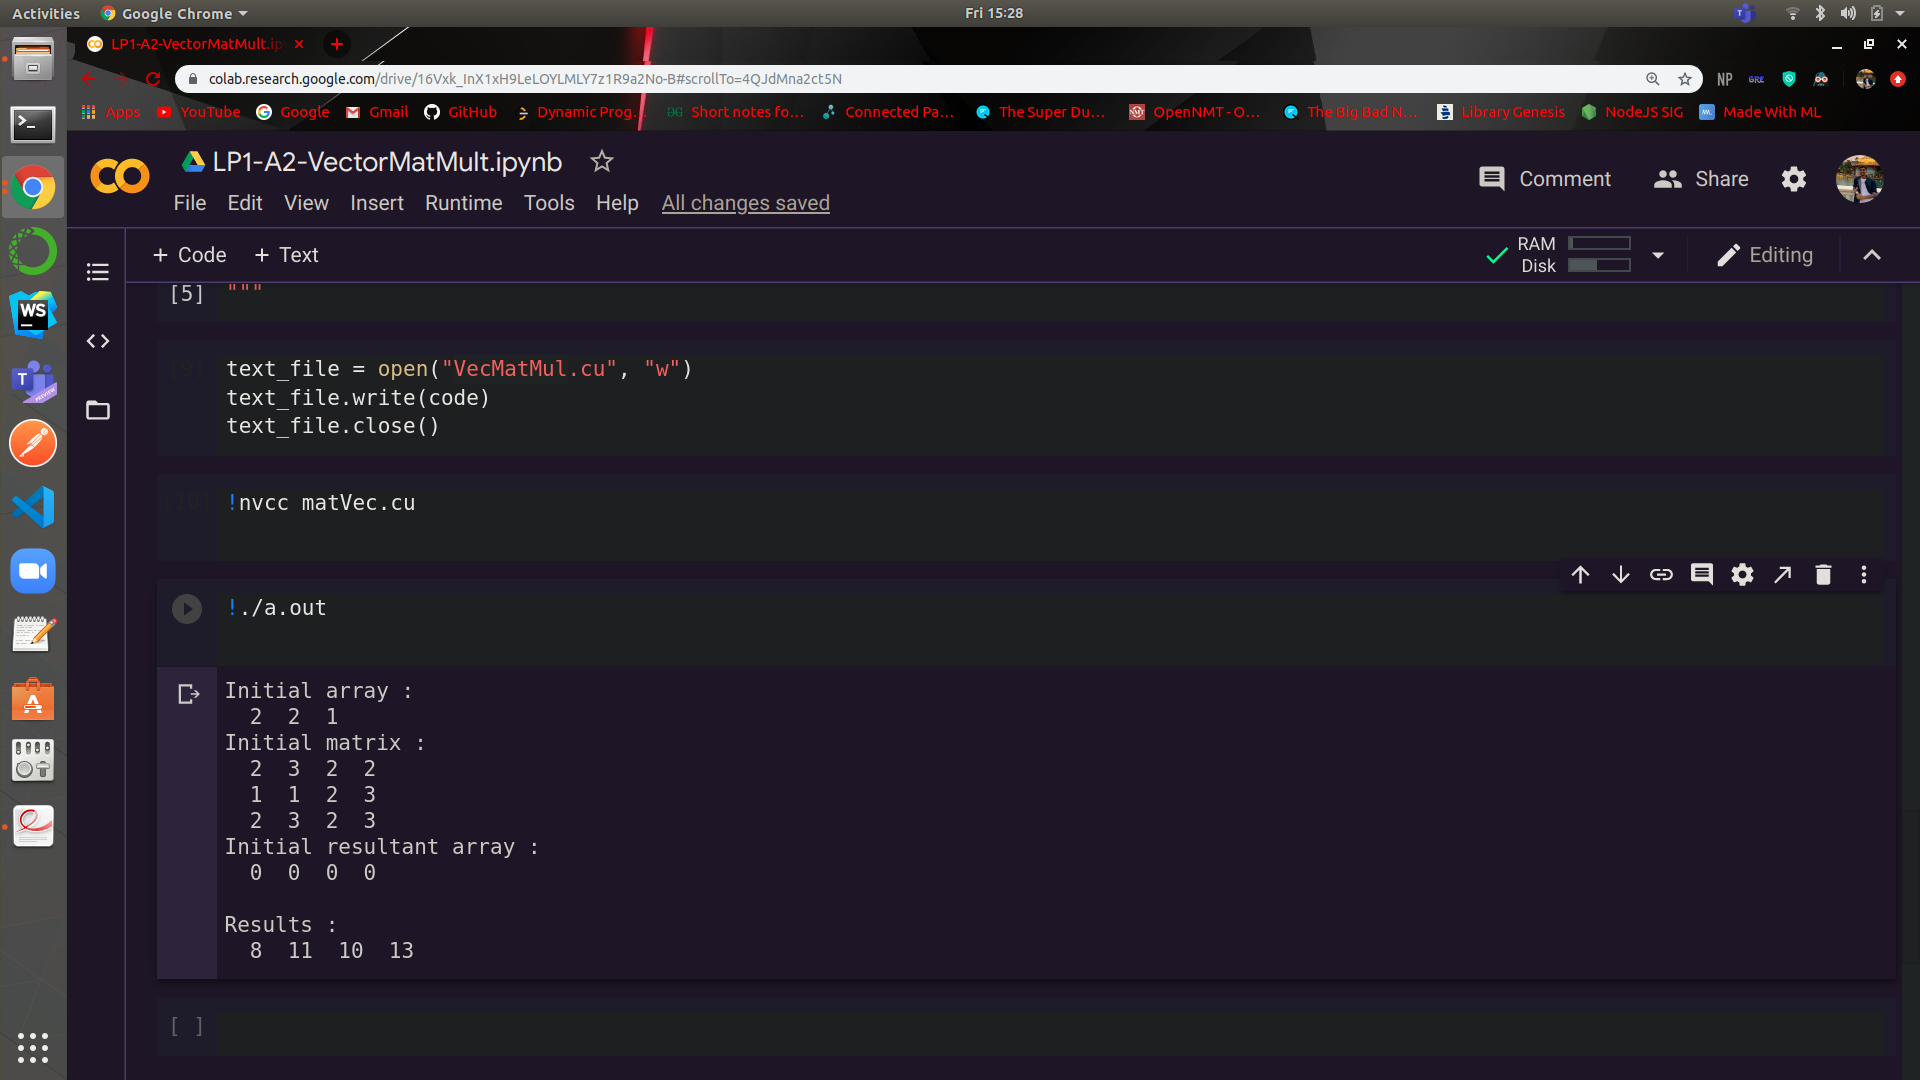 Activities Google Chrome Fri 15:28
LP1-A2-VectorMatMult.ip
colab.research.google.com/drive/16Vxk_InX1xH9LeLOYLMLY7z1R9a2No-B#scrollTo=4QJdMna2ct5N NP GRE
Apps YouTube Google Gmail GitHub Dynamic Prog... Short notes fo... Connected Pa... The Super Du... OpenNMT - O... The Big Bad N... Library Genesis NodeJS SIG Made With ML
LP1-A2-VectorMatMult.ipynb
Comment Share
File Edit View Insert Runtime Tools Help All changes saved
+ Code + Text RAM Disk Editing
[5] """
[9] text_file = open("VecMatMul.cu", "w")
text_file.write(code)
text_file.close()
[10] !nvcc matVec.cu
!./a.out
Initial array :
2 2 1
Initial matrix :
2 3 2 2
1 1 2 3
2 3 2 3
Initial resultant array :
0 0 0 0
Results :
8 11 10 13
[ ]